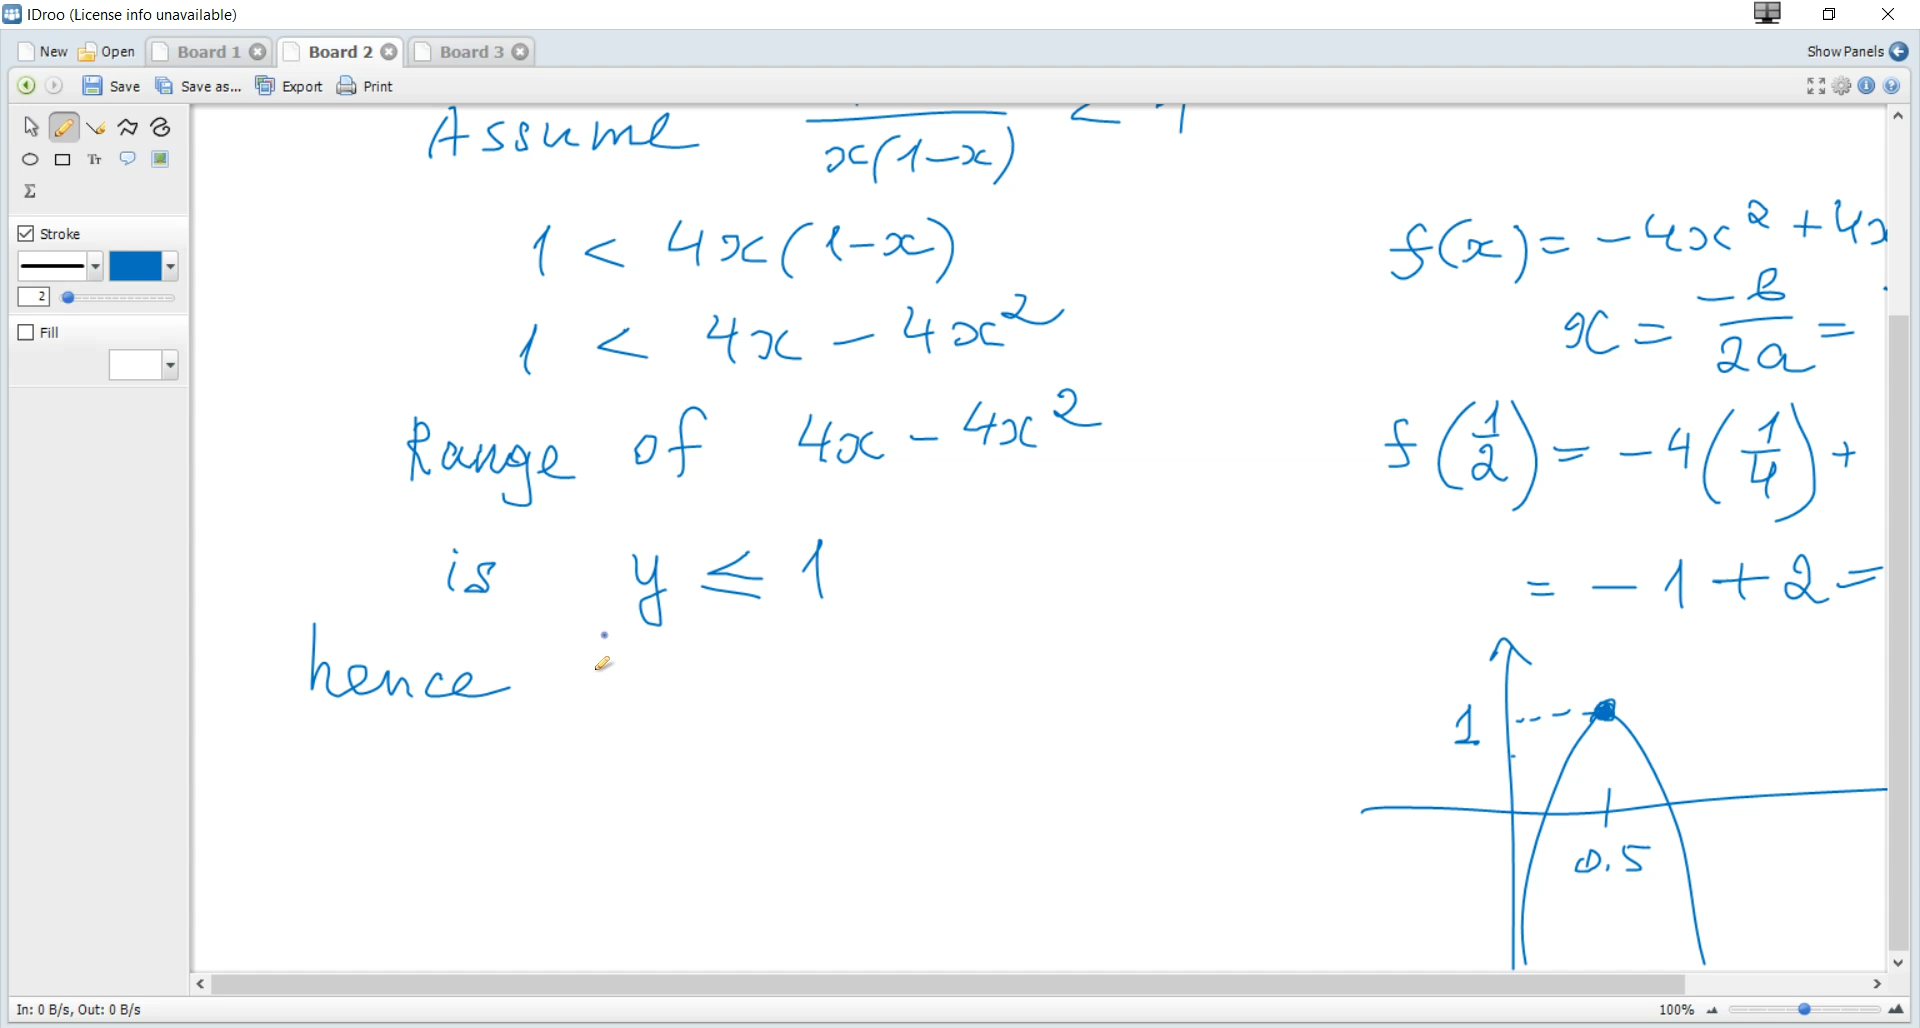 IDroo (License info unavailable)
New Open Board 1 Board 2 Board 3 Show Panels
Save Save as... Export Print
Assume x(1-x) <
Stroke
2
Fill
1 < 4x(1-x)
1 < 4x - 4x²
Range of 4x - 4x²
is y ≤ 1
hence
f(x) = -4x² + 4x
x = -b/2a =
f(1/2) = -4(1/4) +
= -1 + 2 =
1
0.5
In: 0 B/s, Out: 0 B/s 100%